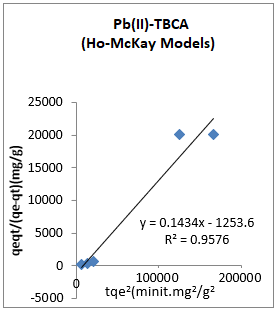 Pb(II)-TBCA
(Ho-McKay Models)
qeqt/(qe-qt)(mg/g)
25000
20000
15000
10000
5000
0
-5000
y = 0.1434x - 1253.6
R² = 0.9576
0
100000
200000
tqe²(minit.mg²/g²